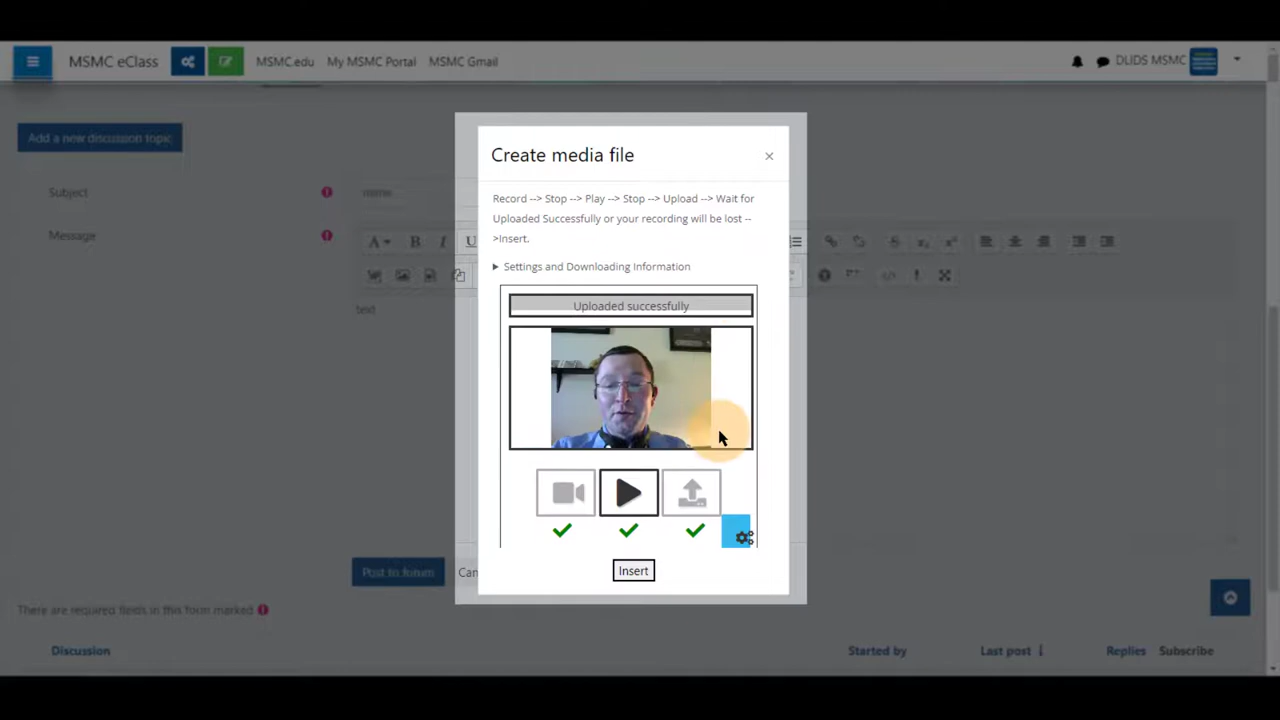 MSMC eClass
MSMC.edu
My MSMC Portal
MSMC Gmail
DLIDS MSMC
Add a new discussion topic
Subject
Message
text
Create media file
Record --> Stop --> Play --> Stop --> Upload --> Wait for
Uploaded Successfully or your recording will be lost --
>Insert.
Settings and Downloading Information
Uploaded successfully
Insert
Post to forum
Can
There are required fields in this form marked
Discussion
Started by
Last post
Replies
Subscribe